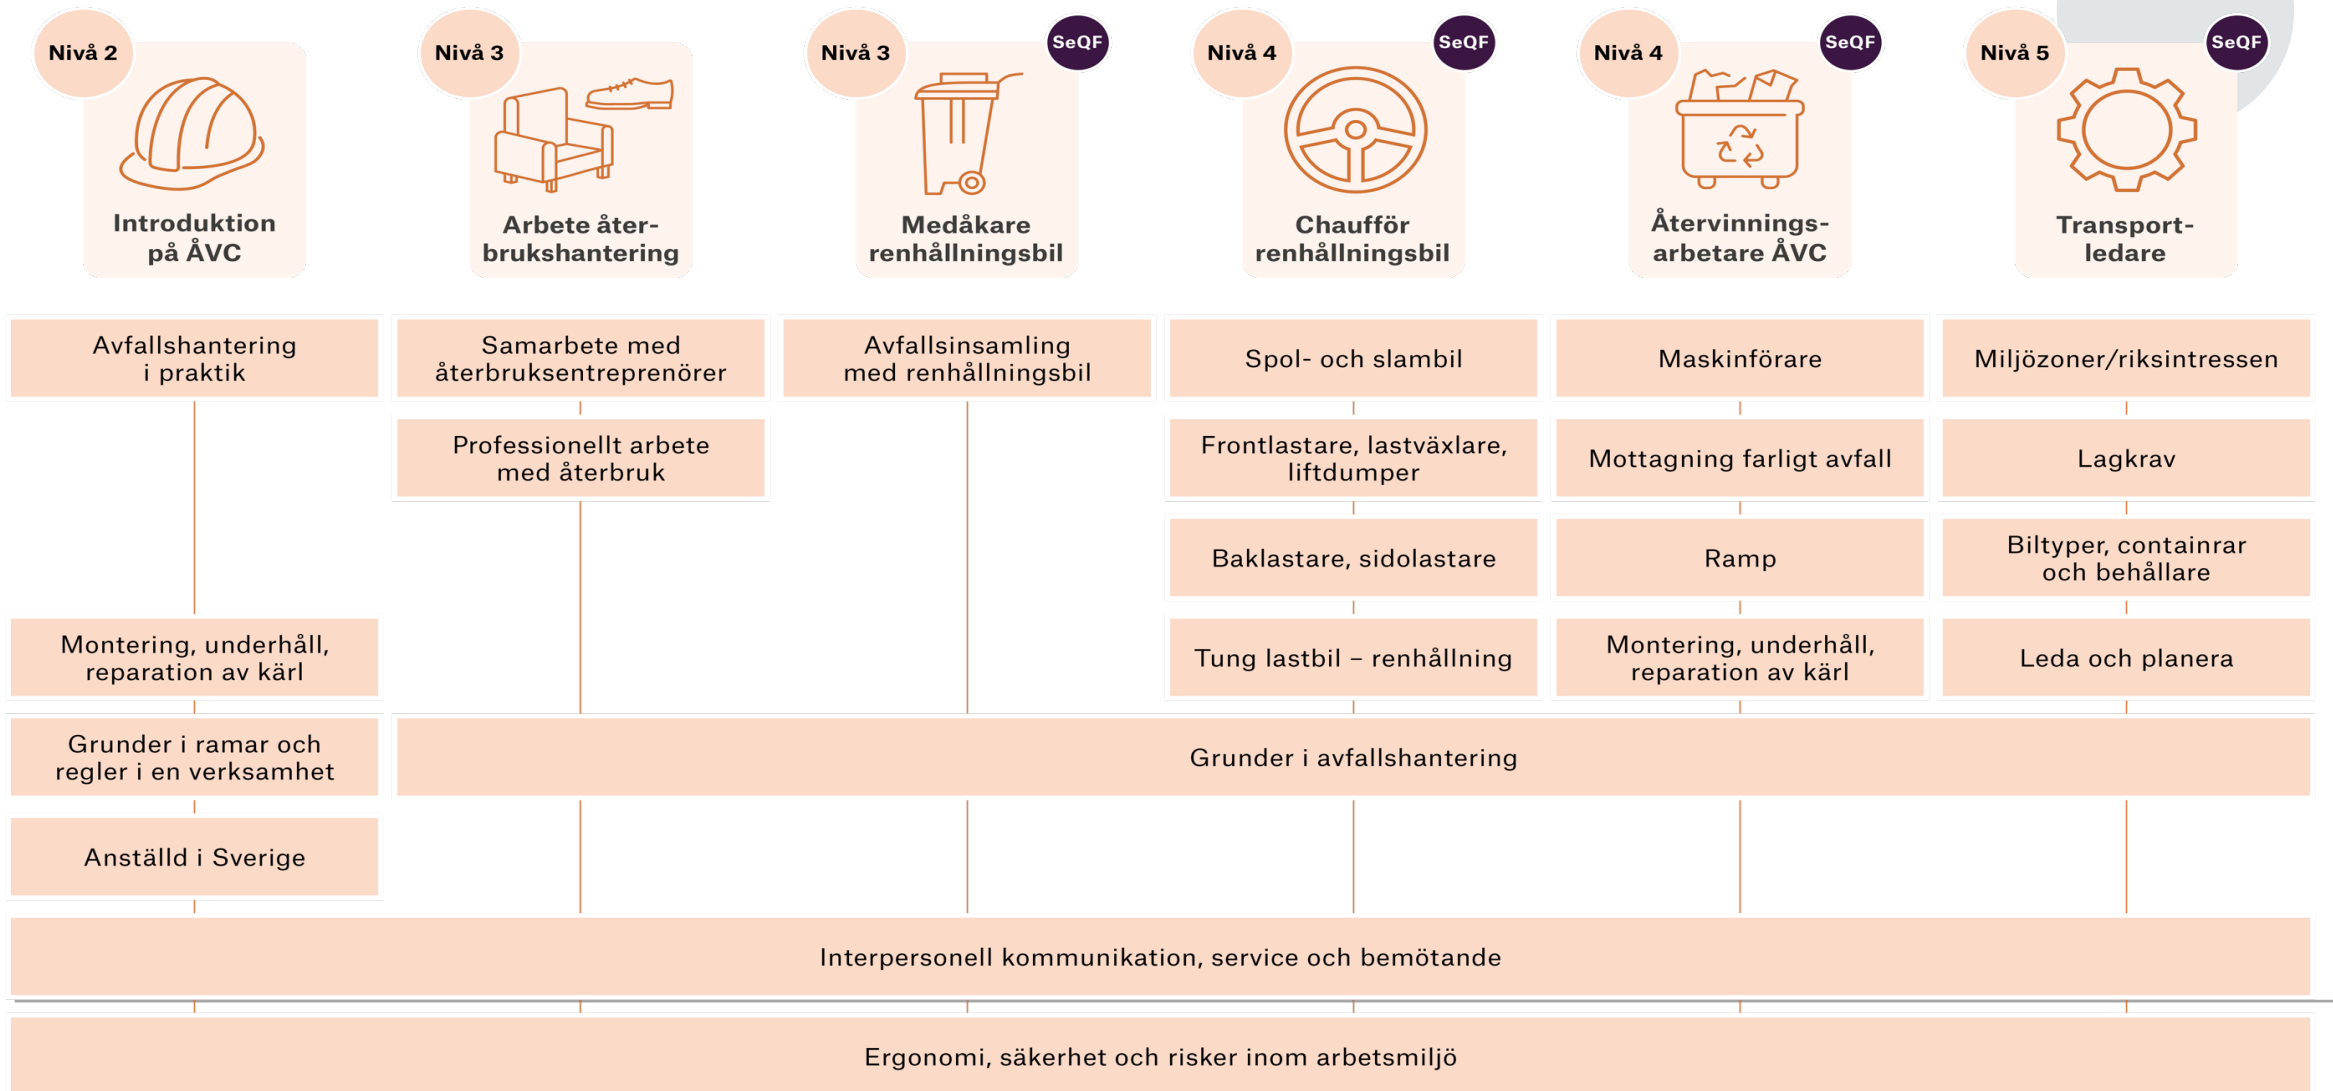 Nivå 2
Nivå 3
Nivå 3
SeQF
Nivå 4
SeQF
Nivå 4
SeQF
Nivå 5
SeQF
Introduktion
på ÅVC
Arbete åter-
brukshantering
Medåkare
renhållningsbil
Chaufför
renhållningsbil
Återvinnings-
arbetare ÅVC
Transport-
ledare
Avfallshantering
i praktik
Samarbete med
återbruksentreprenörer
Avfallsinsamling
med renhållningsbil
Spol- och slambil
Maskinförare
Miljözoner/riksintressen
Professionellt arbete
med återbruk
Frontlastare, lastväxlare,
liftdumper
Mottagning farligt avfall
Lagkrav
Baklastare, sidolastare
Ramp
Biltyper, containrar
och behållare
Montering, underhåll,
reparation av kärl
Tung lastbil – renhållning
Montering, underhåll,
reparation av kärl
Leda och planera
Grunder i ramar och
regler i en verksamhet
Grunder i avfallshantering
Anställd i Sverige
Interpersonell kommunikation, service och bemötande
Ergonomi, säkerhet och risker inom arbetsmiljö